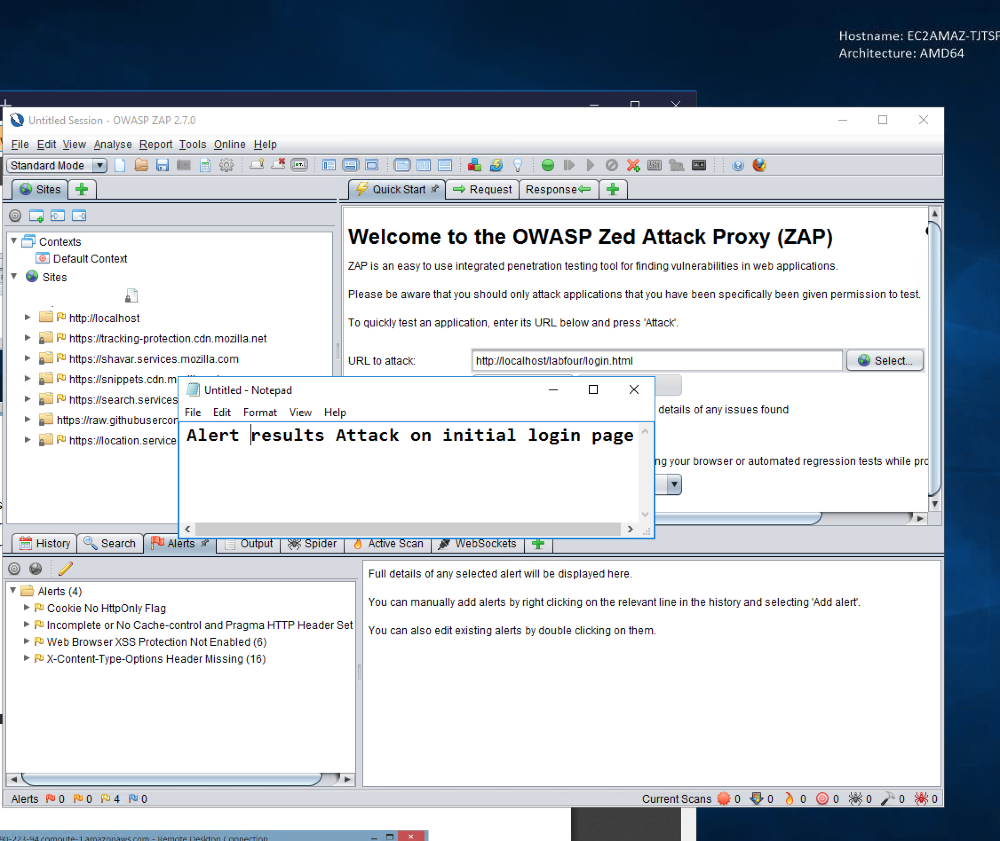 Hostname: EC2AMAZ-TJTSF
Architecture: AMD64
Untitled Session - OWASP ZAP 2.7.0
File Edit View Analyse Report Tools Online Help
Standard Mode
Sites
Quick Start Request Response
Contexts
Default Context
Sites
http://localhost
https://tracking-protection.cdn.mozilla.net
https://shavar.services.mozilla.com
https://snippets.cdn.m
https://search.services
https://raw.githubusercon
https://location.service
Welcome to the OWASP Zed Attack Proxy (ZAP)
ZAP is an easy to use integrated penetration testing tool for finding vulnerabilities in web applications.
Please be aware that you should only attack applications that you have been specifically been given permission to test.
To quickly test an application, enter its URL below and press 'Attack'.
URL to attack: http://localhost/labfour/login.html Select...
details of any issues found
ng your browser or automated regression tests while pro
Untitled - Notepad
File Edit Format View Help
Alert results Attack on initial login page
History Search Alerts Output Spider Active Scan WebSockets
Alerts (4)
Cookie No HttpOnly Flag
Incomplete or No Cache-control and Pragma HTTP Header Set
Web Browser XSS Protection Not Enabled (6)
X-Content-Type-Options Header Missing (16)
Full details of any selected alert will be displayed here.
You can manually add alerts by right clicking on the relevant line in the history and selecting 'Add alert'.
You can also edit existing alerts by double clicking on them.
Alerts 0 0 4 0
Current Scans 0 0 0 0 0 0 0
90-223-94.compute-1.amazonaws.com - Remote Desktop Connection